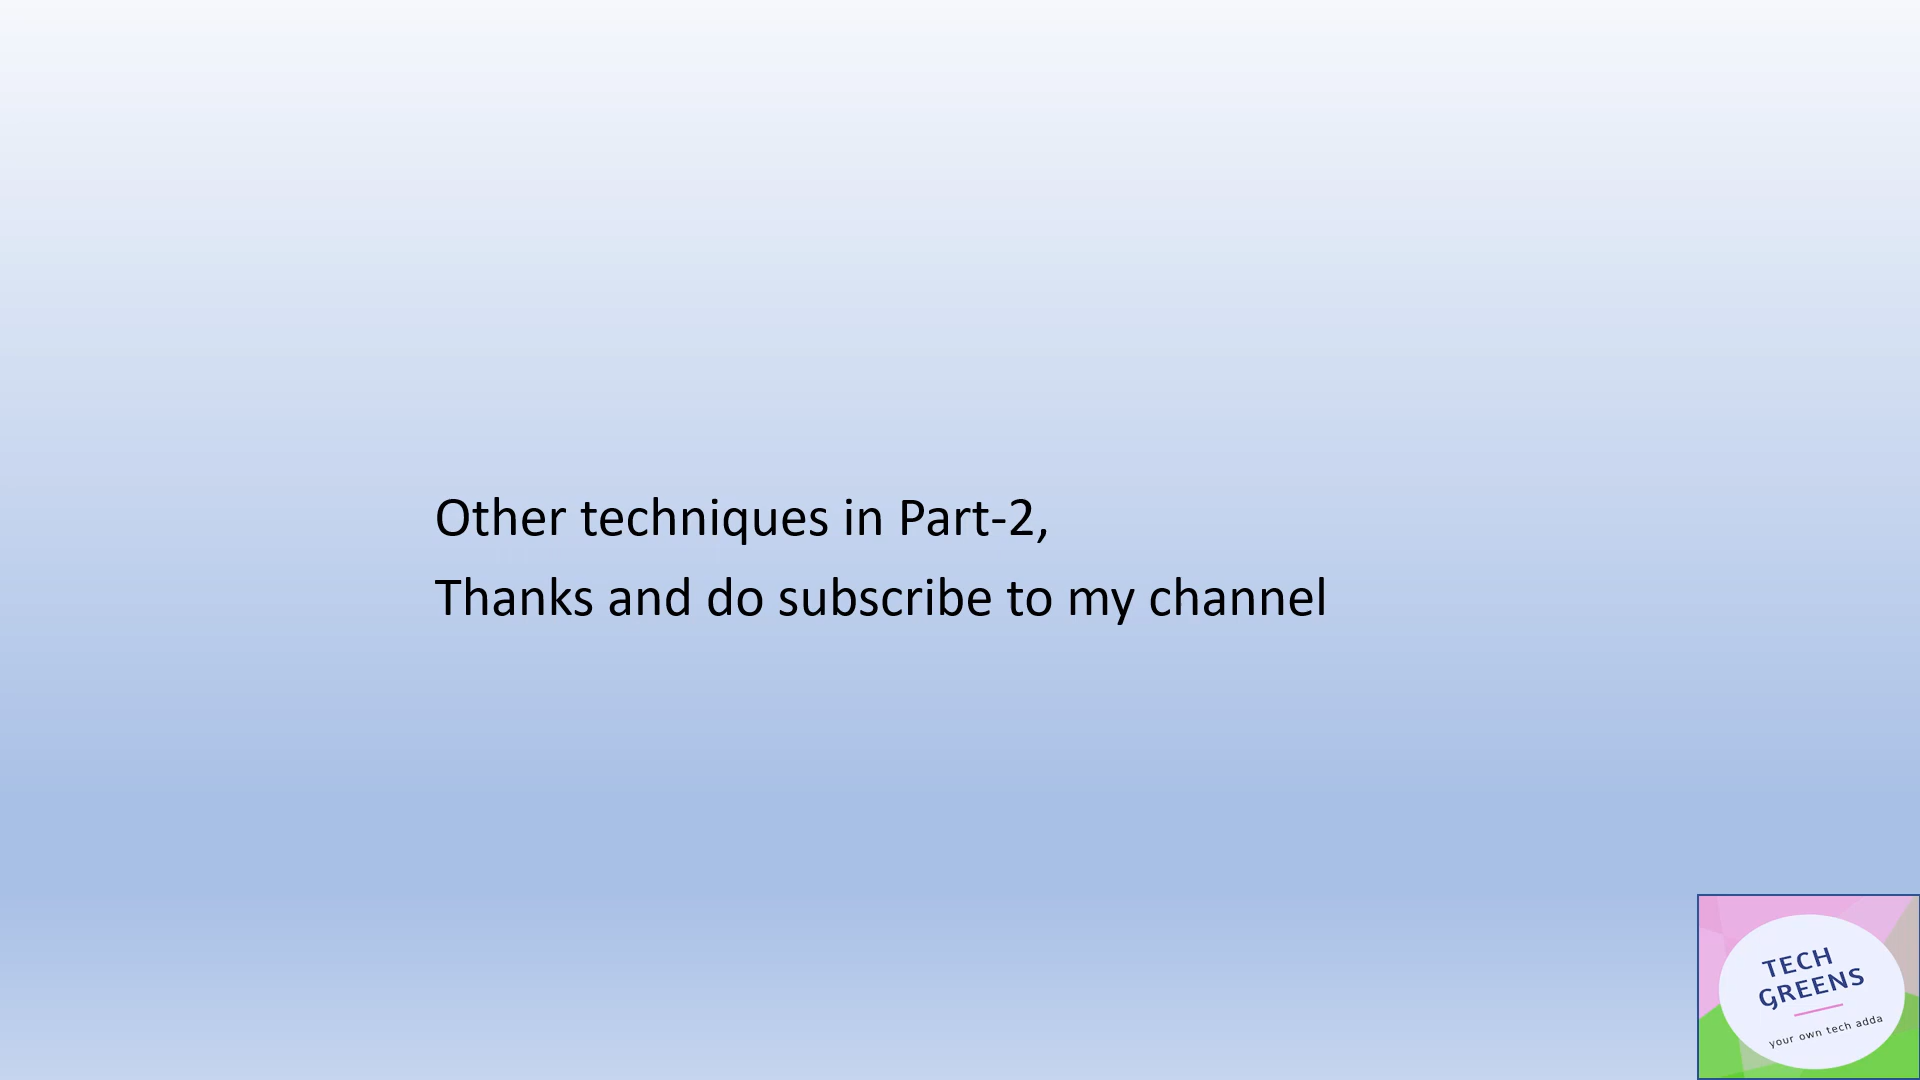 Other techniques in Part-2,
Thanks and do subscribe to my channel
TECH
GREENS
your own tech adda